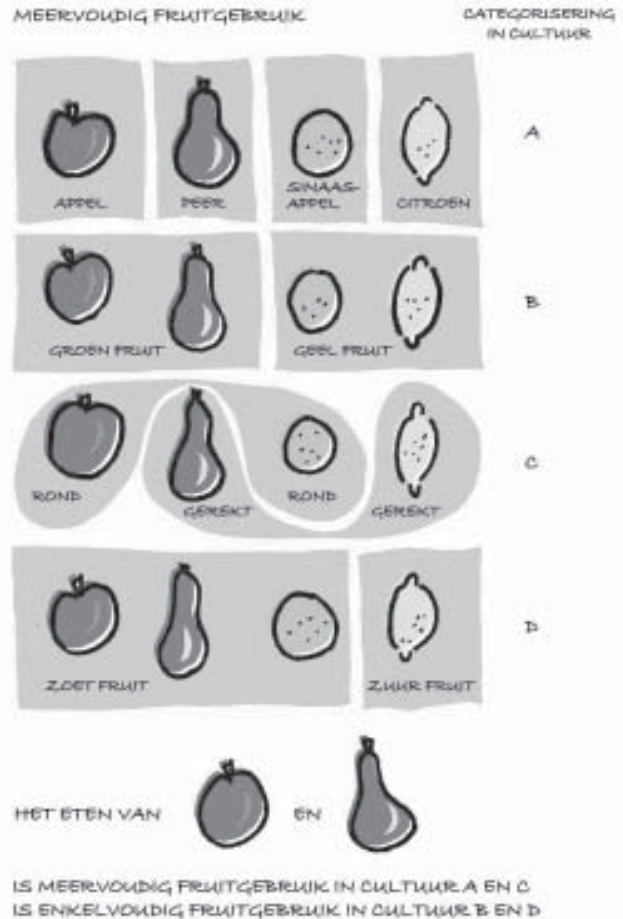 MEERVOUDIG FRUITGEBRUIK
CATEGORISERING
IN CULTUUR
APPEL
PEER
SINAAS-
APPEL
CITROEN
A
GROEN FRUIT
GEEL FRUIT
B
ROND
GEREKT
ROND
GEREKT
C
ZOET FRUIT
ZUUR FRUIT
D
HET ETEN VAN EN
IS MEERVOUDIG FRUITGEBRUIK IN CULTUUR A EN C
IS ENKELVOUDIG FRUITGEBRUIK IN CULTUUR B EN D